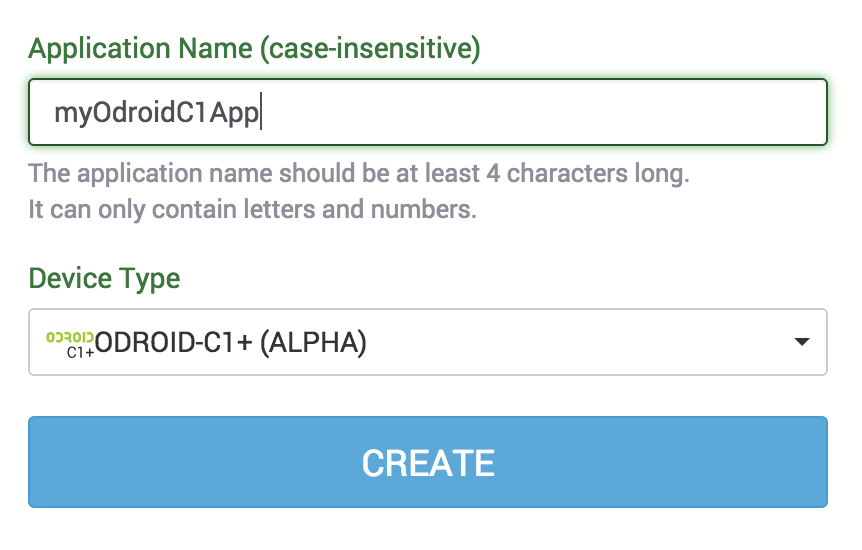 Application Name (case-insensitive)
myOdroidC1App
The application name should be at least 4 characters long.
It can only contain letters and numbers.
Device Type
ODROID
C1+
ODROID-C1+ (ALPHA)
CREATE